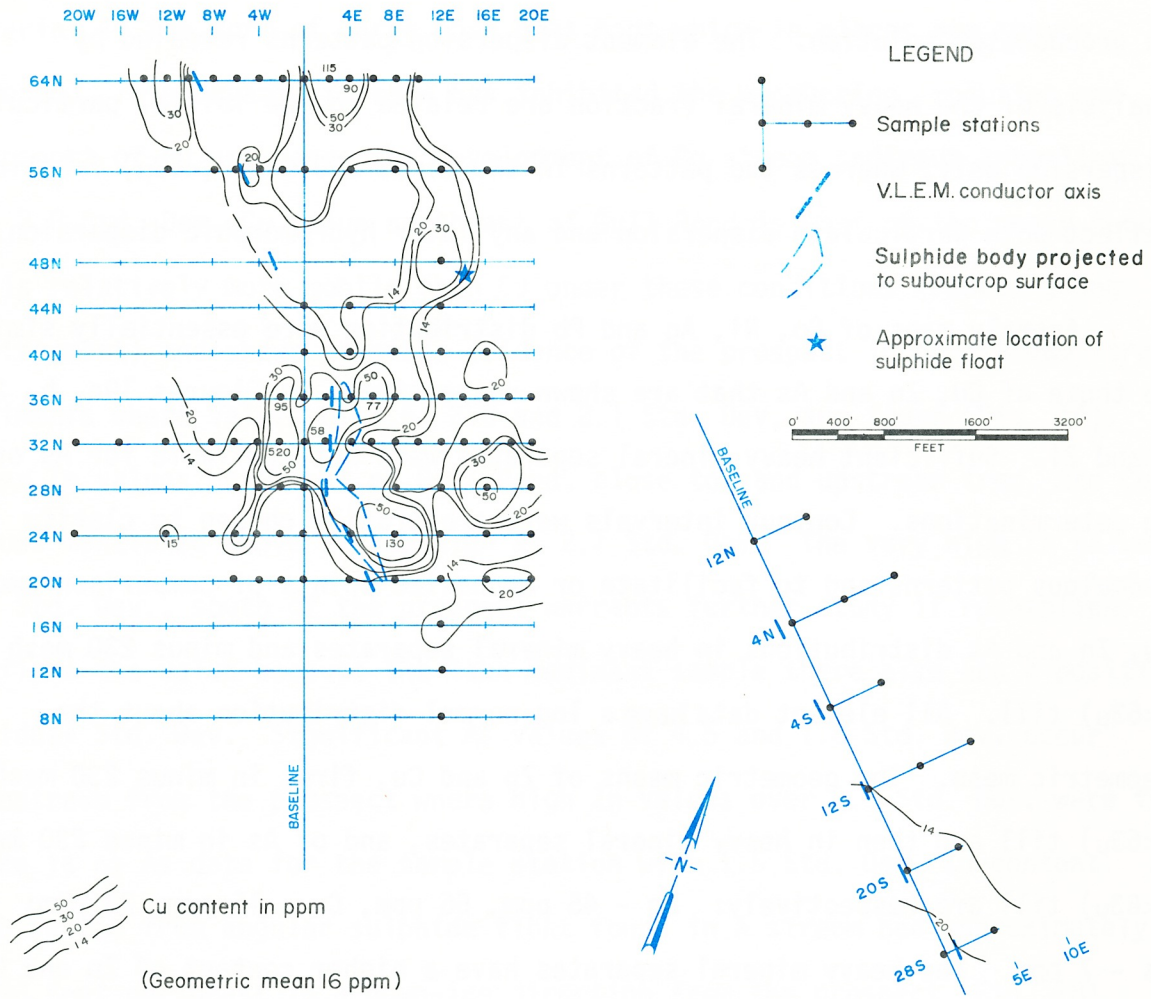 20W 16W 12W 8W 4W 4E 8E 12E 16E 20E
64N
115
90
50
30
30
20
56N
20
20
30
48N
14
44N
14
40N
20
36N
30
50
95
77
20
20
32N
58
14
520
50
30
28N
50
20
50
24N
15
130
14
20N
20
16N
12N
8N
BASELINE
50
30
20
14
Cu content in ppm
(Geometric mean 16 ppm)
LEGEND
Sample stations
V.L.E.M. conductor axis
Sulphide body projected
to suboutcrop surface
Approximate location of
sulphide float
0' 400' 800' 1600' 3200'
FEET
BASELINE
12N
4N
4S
12S
14
20S
20
28S
5E
10E
-N-